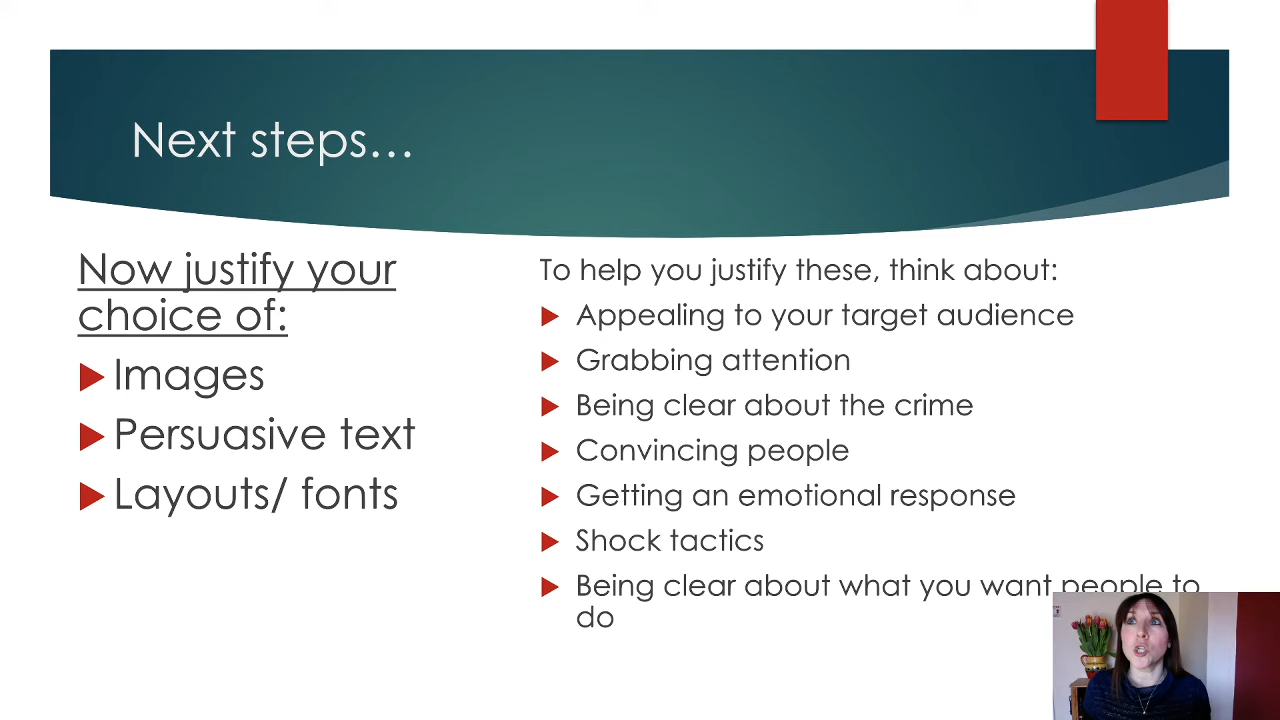 Next steps...
Now justify your
choice of:
Images
Persuasive text
Layouts/ fonts
To help you justify these, think about:
Appealing to your target audience
Grabbing attention
Being clear about the crime
Convincing people
Getting an emotional response
Shock tactics
Being clear about what you want people to
do